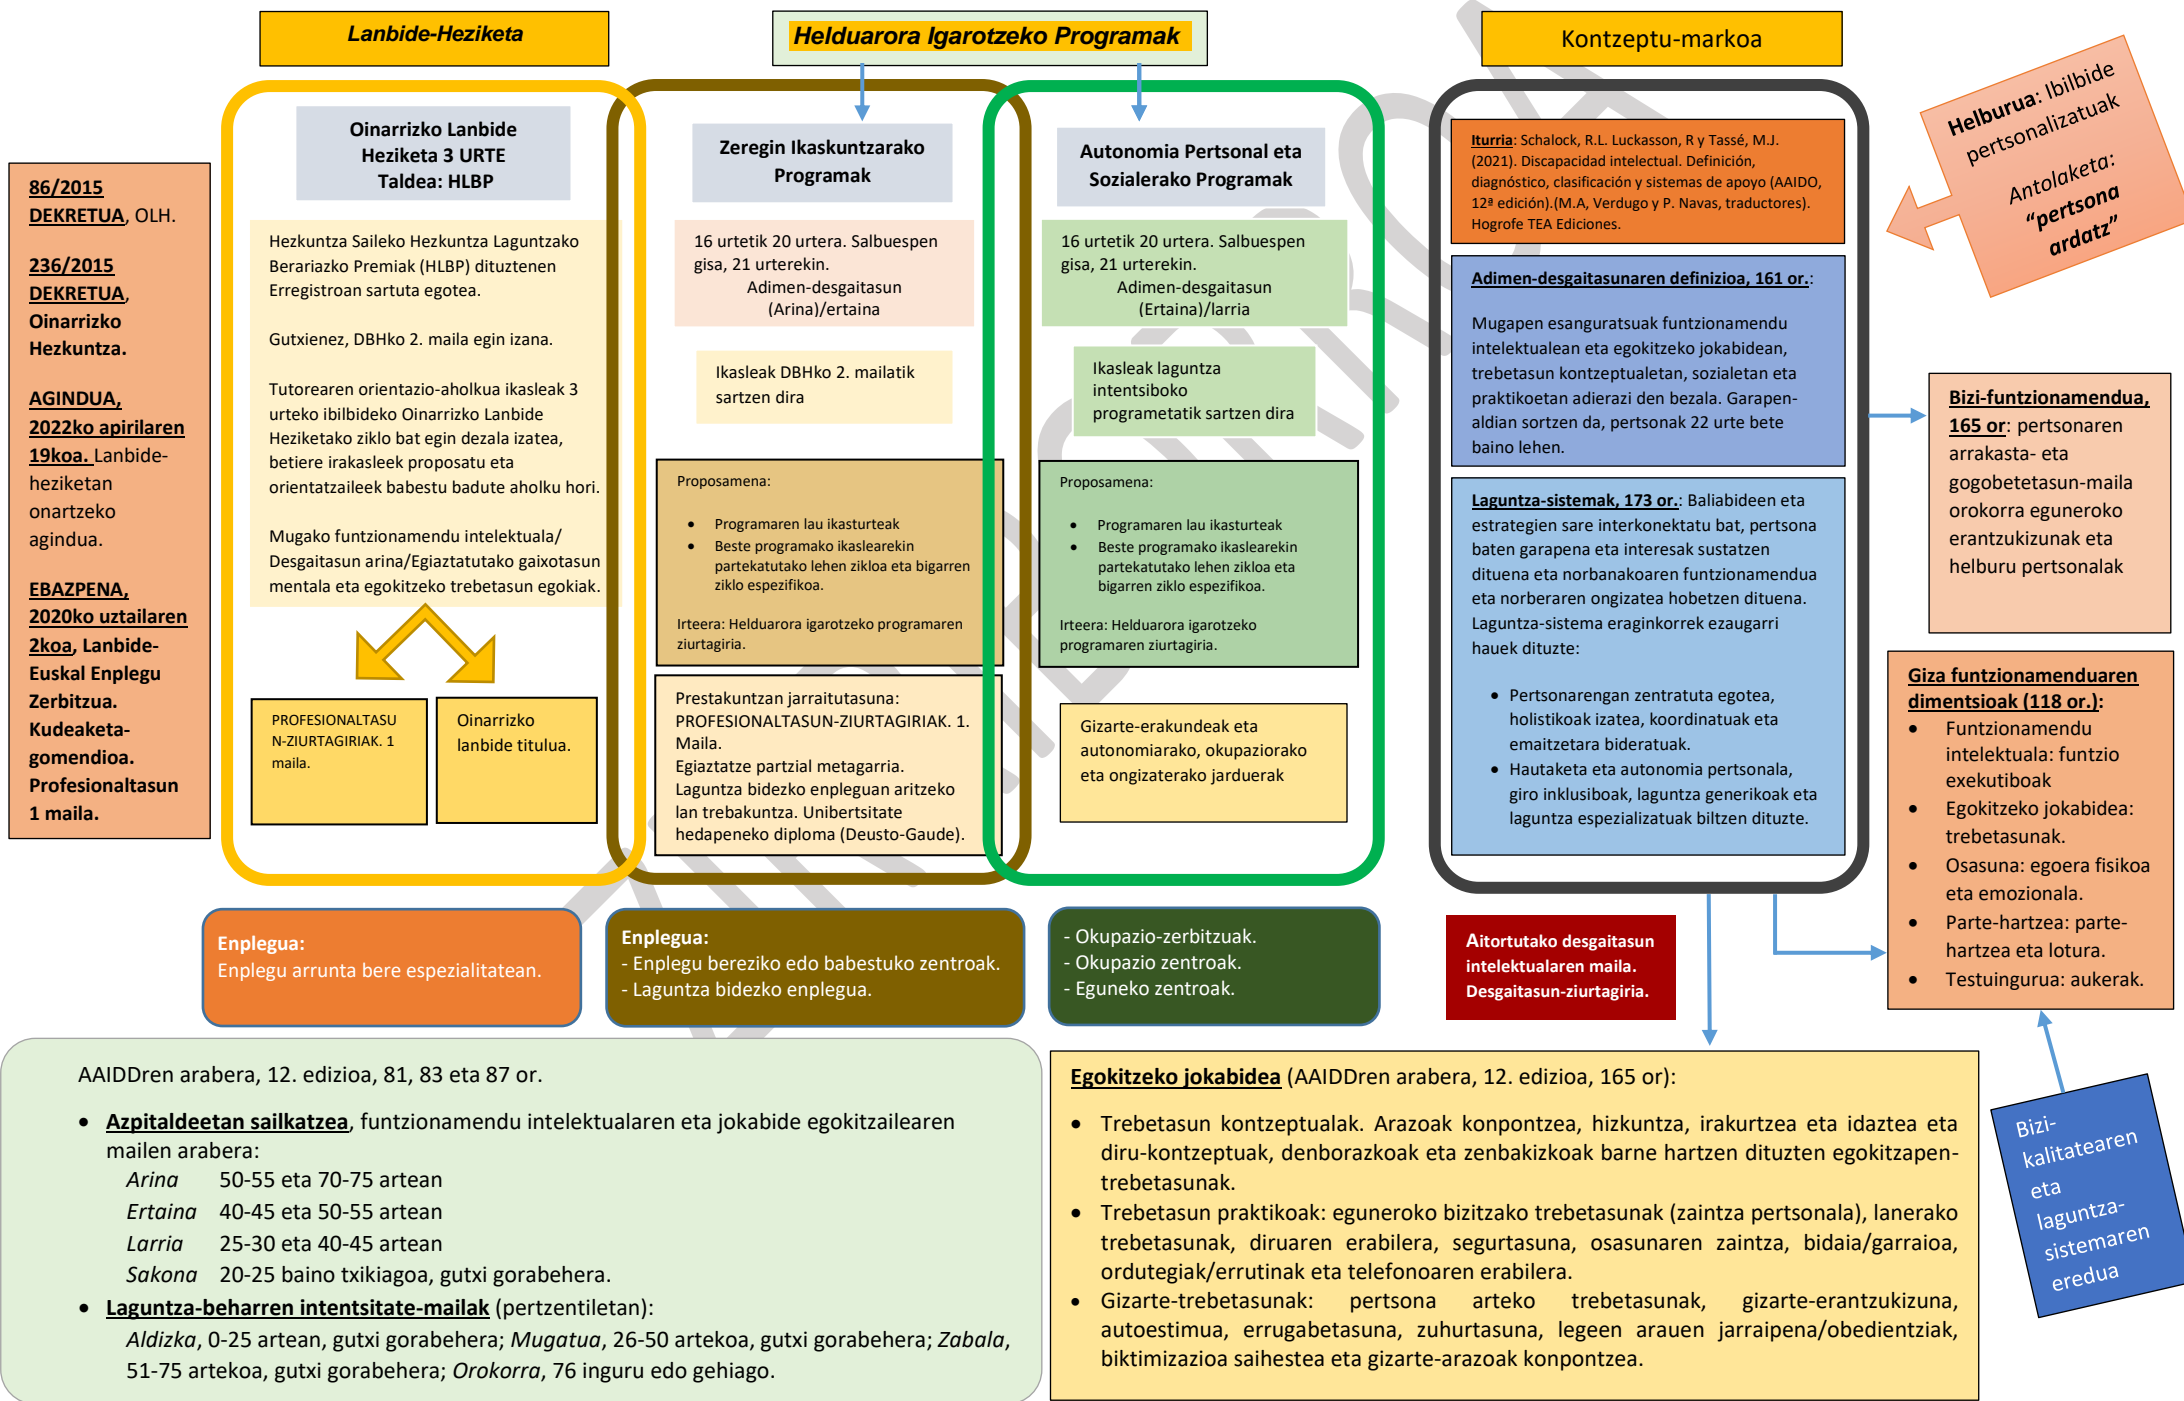 Lanbide-Heziketa
Helduarora Igarotzeko Programak
Kontzeptu-markoa
Helburua: Ibilbide
pertsonalizatuak
Antolaketa:
“pertsona
ardatz”
86/2015
DEKRETUA, OLH.
236/2015
DEKRETUA,
Oinarrizko
Hezkuntza.
AGINDUA,
2022ko apirilaren
19koa. Lanbide-
heziketan
onartzeko
agindua.
EBAZPENA,
2020ko uztailaren
2koa, Lanbide-
Euskal Enplegu
Zerbitzua.
Kudeaketa-
gomendioa.
Profesionaltasun
1 maila.
Oinarrizko Lanbide
Heziketa 3 URTE
Taldea: HLBP
Hezkuntza Saileko Hezkuntza Laguntzako
Berariazko Premiak (HLBP) dituztenen
Erregistroan sartuta egotea.
Gutxienez, DBHko 2. maila egin izana.
Tutorearen orientazio-aholkua ikasleak 3
urteko ibilbideko Oinarrizko Lanbide
Heziketako ziklo bat egin dezala izatea,
betiere irakasleek proposatu eta
orientatzaileek babestu badute aholku hori.
Mugako funtzionamendu intelektuala/
Desgaitasun arina/Egiaztatutako gaixotasun
mentala eta egokitzeko trebetasun egokiak.
PROFESIONALTASU
N-ZIURTAGIRIAK. 1
maila.
Oinarrizko
lanbide titulua.
Zeregin Ikaskuntzarako
Programak
16 urtetik 20 urtera. Salbuespen
gisa, 21 urterekin.
Adimen-desgaitasun
(Arina)/ertaina
Ikasleak DBHko 2. mailatik
sartzen dira
Proposamena:
• Programaren lau ikasturteak
• Beste programako ikaslearekin
partekatutako lehen zikloa eta bigarren
ziklo espezifikoa.
Irteera: Helduarora igarotzeko programaren
ziurtagiria.
Prestakuntzan jarraitutasuna:
PROFESIONALTASUN-ZIURTAGIRIAK. 1.
Maila.
Egiaztatze partzial metagarria.
Laguntza bidezko enpleguan aritzeko
lan trebakuntza. Unibertsitate
hedapeneko diploma (Deusto-Gaude).
Autonomia Pertsonal eta
Sozialerako Programak
16 urtetik 20 urtera. Salbuespen
gisa, 21 urterekin.
Adimen-desgaitasun
(Ertaina)/larria
Ikasleak laguntza
intentsiboko
programetatik sartzen dira
Proposamena:
• Programaren lau ikasturteak
• Beste programako ikaslearekin
partekatutako lehen zikloa eta
bigarren ziklo espezifikoa.
Irteera: Helduarora igarotzeko
programaren ziurtagiria.
Gizarte-erakundeak eta
autonomiarako, okupaziorako
eta ongizaterako jarduerak
Iturria: Schalock, R.L. Luckasson, R y Tassé, M.J.
(2021). Discapacidad intelectual. Definición,
diagnóstico, clasificación y sistemas de apoyo (AAIDO,
12ª edición).(M.A, Verdugo y P. Navas, traductores).
Hogrofe TEA Ediciones.
Adimen-desgaitasunaren definizioa, 161 or.:
Mugapen esanguratsuak funtzionamendu
intelektualean eta egokitzeko jokabidean,
trebetasun kontzeptualetan, sozialetan eta
praktikoetan adierazi den bezala. Garapen-
aldian sortzen da, pertsonak 22 urte bete
baino lehen.
Laguntza-sistemak, 173 or.: Baliabideen eta
estrategien sare interkonektatu bat, pertsona
baten garapena eta interesak sustatzen
dituena eta norbanakoaren funtzionamendua
eta norberaren ongizatea hobetzen dituena.
Laguntza-sistema eraginkorrek ezaugarri
hauek dituzte:
• Pertsonarengan zentratuta egotea,
holistikoak izatea, koordinatuak eta
emaitzetara bideratuak.
• Hautaketa eta autonomia pertsonala,
giro inklusiboak, laguntza generikoak eta
laguntza espezializatuak biltzen dituzte.
Bizi-funtzionamendua,
165 or: pertsonaren
arrakasta- eta
gogobetetasun-maila
orokorra eguneroko
erantzukizunak eta
helburu pertsonalak
Giza funtzionamenduaren
dimentsioak (118 or.):
• Funtzionamendu
intelektuala: funtzio
exekutiboak
• Egokitzeko jokabidea:
trebetasunak.
• Osasuna: egoera fisikoa
eta emozionala.
• Parte-hartzea: parte-
hartzea eta lotura.
• Testuingurua: aukerak.
Enplegua:
Enplegu arrunta bere espezialitatean.
Enplegua:
- Enplegu bereziko edo babestuko zentroak.
- Laguntza bidezko enplegua.
- Okupazio-zerbitzuak.
- Okupazio zentroak.
- Eguneko zentroak.
Aitortutako desgaitasun
intelektualaren maila.
Desgaitasun-ziurtagiria.
AAIDDren arabera, 12. edizioa, 81, 83 eta 87 or.
• Azpitaldeetan sailkatzea, funtzionamendu intelektualaren eta jokabide egokitzailearen
mailen arabera:
Arina 50-55 eta 70-75 artean
Ertaina 40-45 eta 50-55 artean
Larria 25-30 eta 40-45 artean
Sakona 20-25 baino txikiagoa, gutxi gorabehera.
• Laguntza-beharren intentsitate-mailak (pertzentiletan):
Aldizka, 0-25 artean, gutxi gorabehera; Mugatua, 26-50 artekoa, gutxi gorabehera; Zabala,
51-75 artekoa, gutxi gorabehera; Orokorra, 76 inguru edo gehiago.
Egokitzeko jokabidea (AAIDDren arabera, 12. edizioa, 165 or):
• Trebetasun kontzeptualak. Arazoak konpontzea, hizkuntza, irakurtzea eta idaztea eta
diru-kontzeptuak, denborazkoak eta zenbakizkoak barne hartzen dituzten egokitzapen-
trebetasunak.
• Trebetasun praktikoak: eguneroko bizitzako trebetasunak (zaintza pertsonala), lanerako
trebetasunak, diruaren erabilera, segurtasuna, osasunaren zaintza, bidaia/garraioa,
ordutegiak/errutinak eta telefonoaren erabilera.
• Gizarte-trebetasunak: pertsona arteko trebetasunak, gizarte-erantzukizuna,
autoestimua, errugabetasuna, zuhurtasuna, legeen arauen jarraipena/obedientziak,
biktimizazioa saihestea eta gizarte-arazoak konpontzea.
Bizi-
kalitatearen
eta
laguntza-
sistemaren
eredua